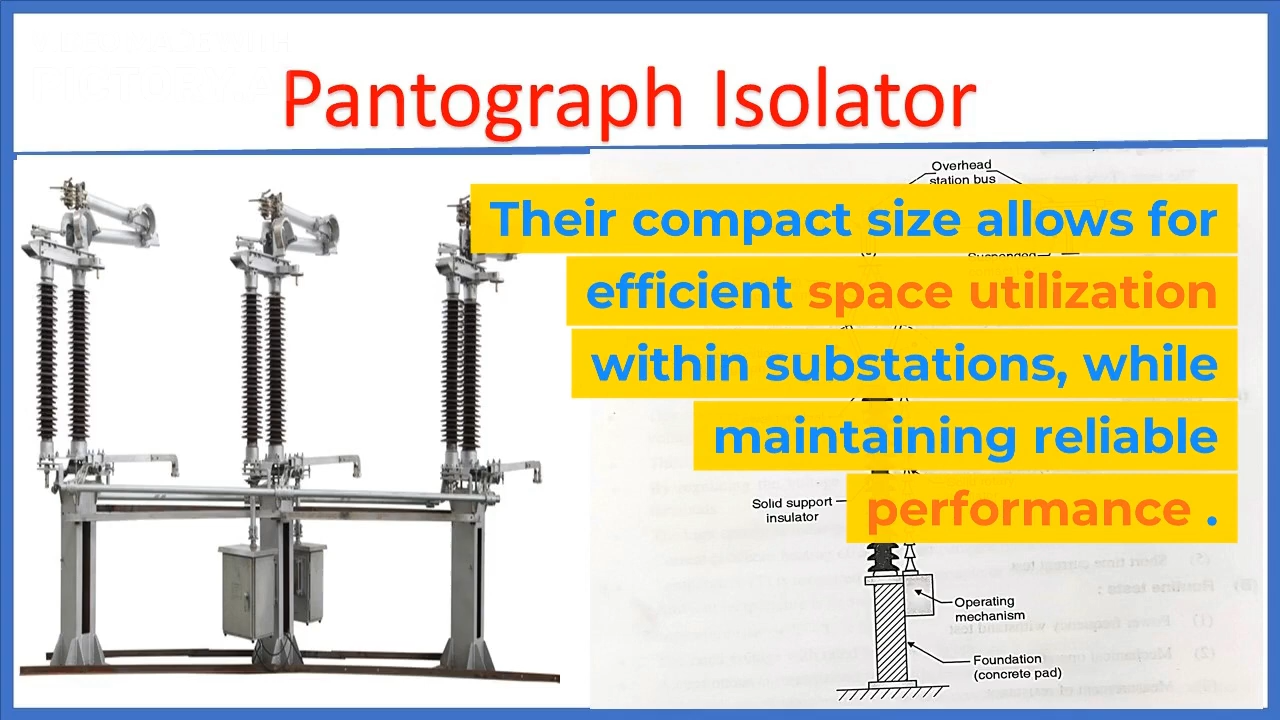 Pantograph Isolator
Overhead
station bus
Their compact size allows for
efficient space utilization
within substations, while
maintaining reliable
performance .
Solid support
insulator
Operating
mechanism
Foundation
(concrete pad)